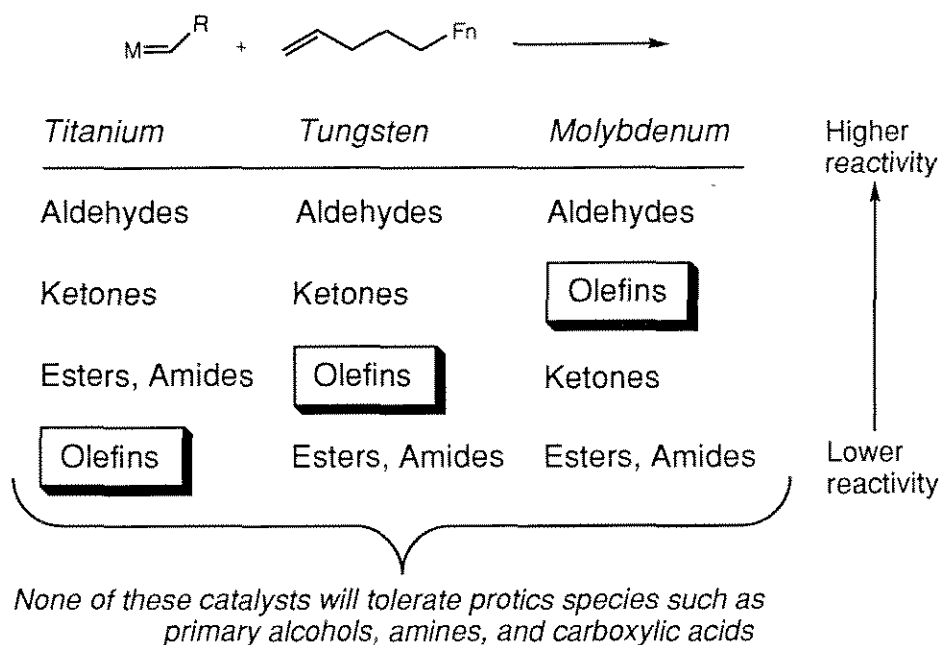 M R + Fn
Titanium Tungsten Molybdenum Higher
reactivity
Aldehydes Aldehydes Aldehydes
Ketones Ketones Olefins
Esters, Amides Olefins Ketones
Olefins Esters, Amides Esters, Amides Lower
reactivity
None of these catalysts will tolerate protics species such as
primary alcohols, amines, and carboxylic acids